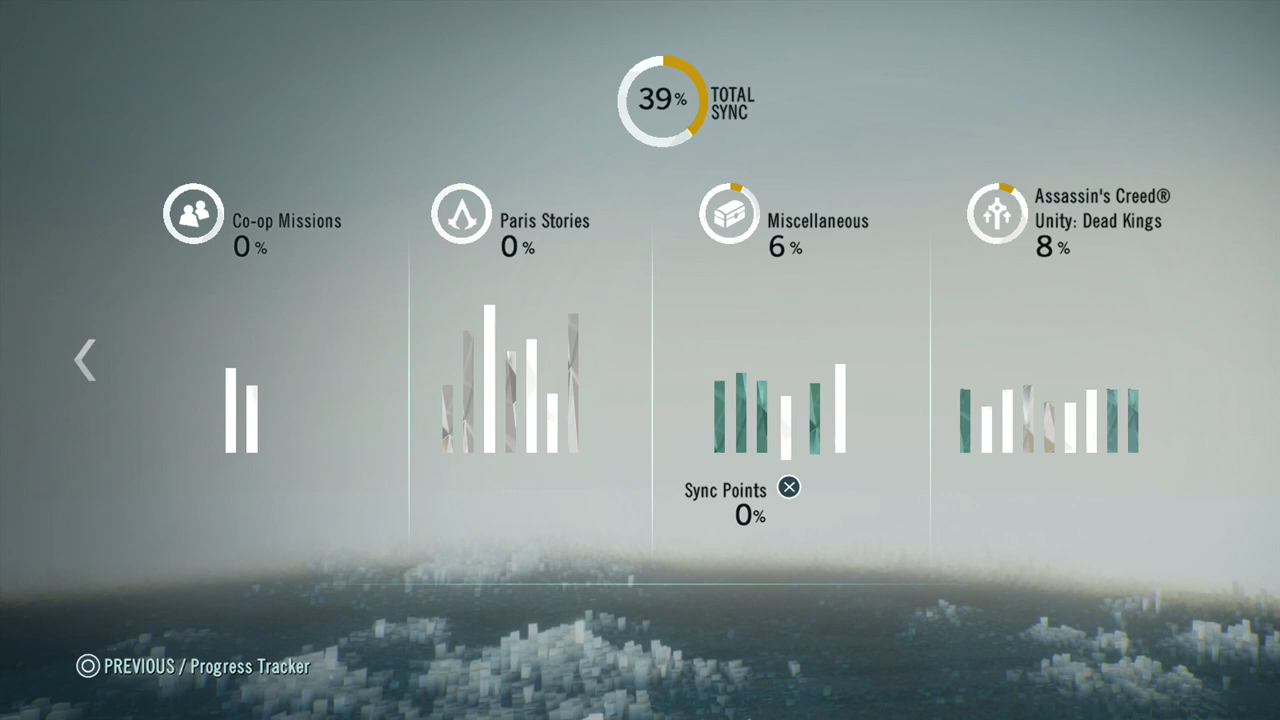 39%
TOTAL
SYNC
Co-op Missions
0%
Paris Stories
0%
Miscellaneous
6%
Assassin's Creed®
Unity: Dead Kings
8%
Sync Points
0%
PREVIOUS / Progress Tracker